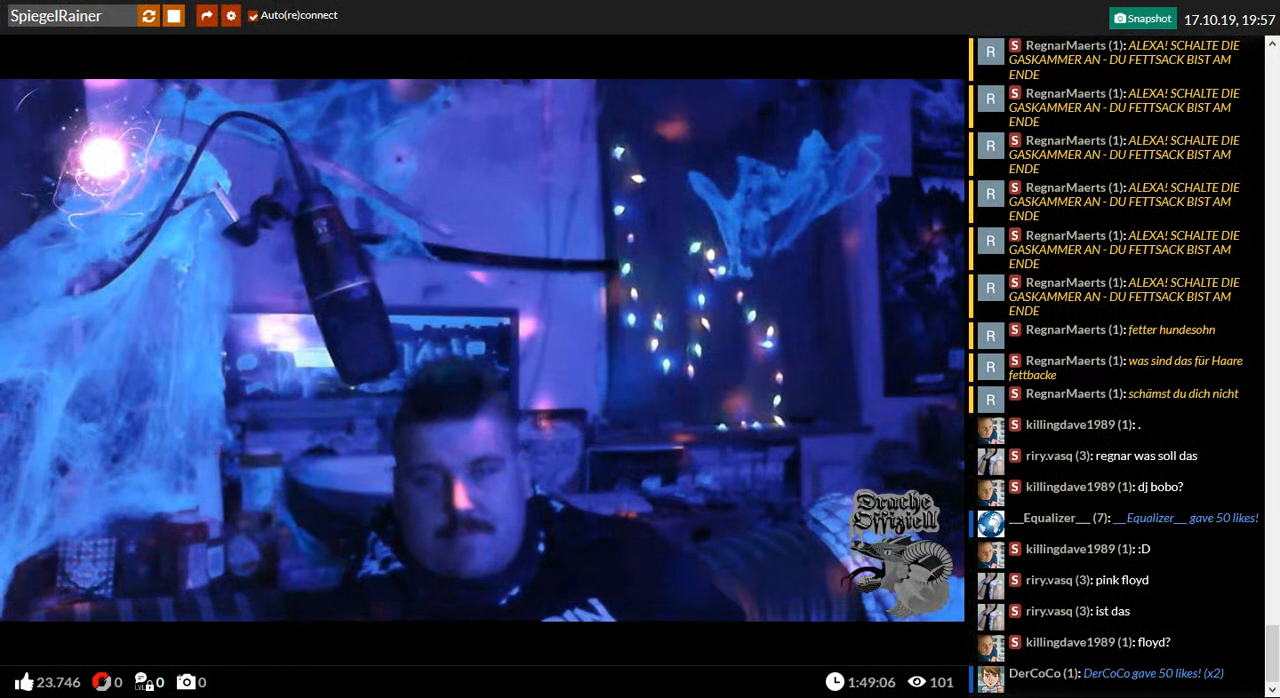 SpiegelRainer
Auto(re)connect
Snapshot
17.10.19, 19:57
R S RegnarMaerts (1): ALEXA! SCHALTE DIE
GASKAMMER AN - DU FETTSACK BIST AM
ENDE
R S RegnarMaerts (1): ALEXA! SCHALTE DIE
GASKAMMER AN - DU FETTSACK BIST AM
ENDE
R S RegnarMaerts (1): ALEXA! SCHALTE DIE
GASKAMMER AN - DU FETTSACK BIST AM
ENDE
R S RegnarMaerts (1): ALEXA! SCHALTE DIE
GASKAMMER AN - DU FETTSACK BIST AM
ENDE
R S RegnarMaerts (1): ALEXA! SCHALTE DIE
GASKAMMER AN - DU FETTSACK BIST AM
ENDE
R S RegnarMaerts (1): ALEXA! SCHALTE DIE
GASKAMMER AN - DU FETTSACK BIST AM
ENDE
R S RegnarMaerts (1): fetter hundesohn
R S RegnarMaerts (1): was sind das für Haare
fettbacke
R S RegnarMaerts (1): schämst du dich nicht
S killingdave1989 (1): .
S riry.vasq (3): regnar was soll das
S killingdave1989 (1): dj bobo?
__Equalizer__ (7): __Equalizer__ gave 50 likes!
S killingdave1989 (1): :D
S riry.vasq (3): pink floyd
S riry.vasq (3): ist das
S killingdave1989 (1): floyd?
DerCoCo (1): DerCoCo gave 50 likes! (x2)
Drache
Offiziell
23.746
0
LVL 0
0
1:49:06
101